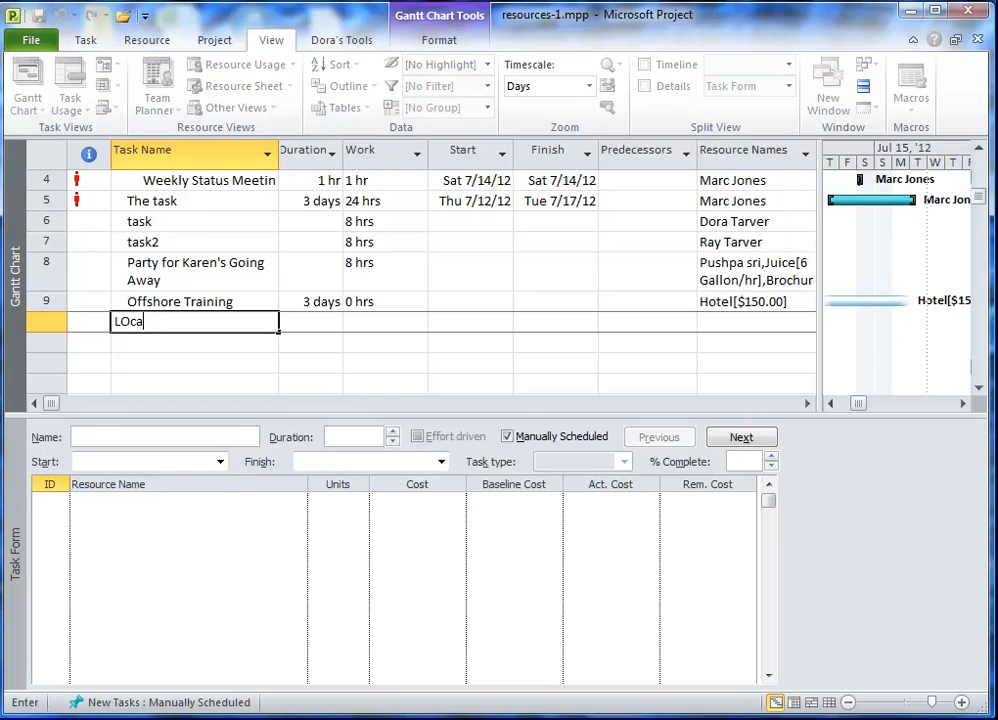 Gantt Chart Tools
resources-1.mpp - Microsoft Project
File Task Resource Project View Dora's Tools Format
Gantt Chart
Task Usage
Team Planner
Resource Usage
Resource Sheet
Other Views
Sort
Outline
Tables
[No Highlight]
[No Filter]
[No Group]
Timescale:
Days
Timeline
Details
Task Form
New Window
Macros
Task Views Resource Views Data Zoom Split View Window Macros
Task Name Duration Work Start Finish Predecessors Resource Names
Jul 15, '12
T F S S M T W T F
4 Weekly Status Meetin 1 hr 1 hr Sat 7/14/12 Sat 7/14/12 Marc Jones Marc Jones
5 The task 3 days 24 hrs Thu 7/12/12 Tue 7/17/12 Marc Jones Marc Jon
6 task 8 hrs Dora Tarver
7 task2 8 hrs Ray Tarver
8 Party for Karen's Going Away 8 hrs Pushpa sri,Juice[6 Gallon/hr],Brochur
9 Offshore Training 3 days 0 hrs Hotel[$150.00] Hotel[$15
LOca
Gantt Chart
Name: Duration: Effort driven Manually Scheduled Previous Next
Start: Finish: Task type: % Complete:
ID Resource Name Units Cost Baseline Cost Act. Cost Rem. Cost
Task Form
Enter New Tasks : Manually Scheduled